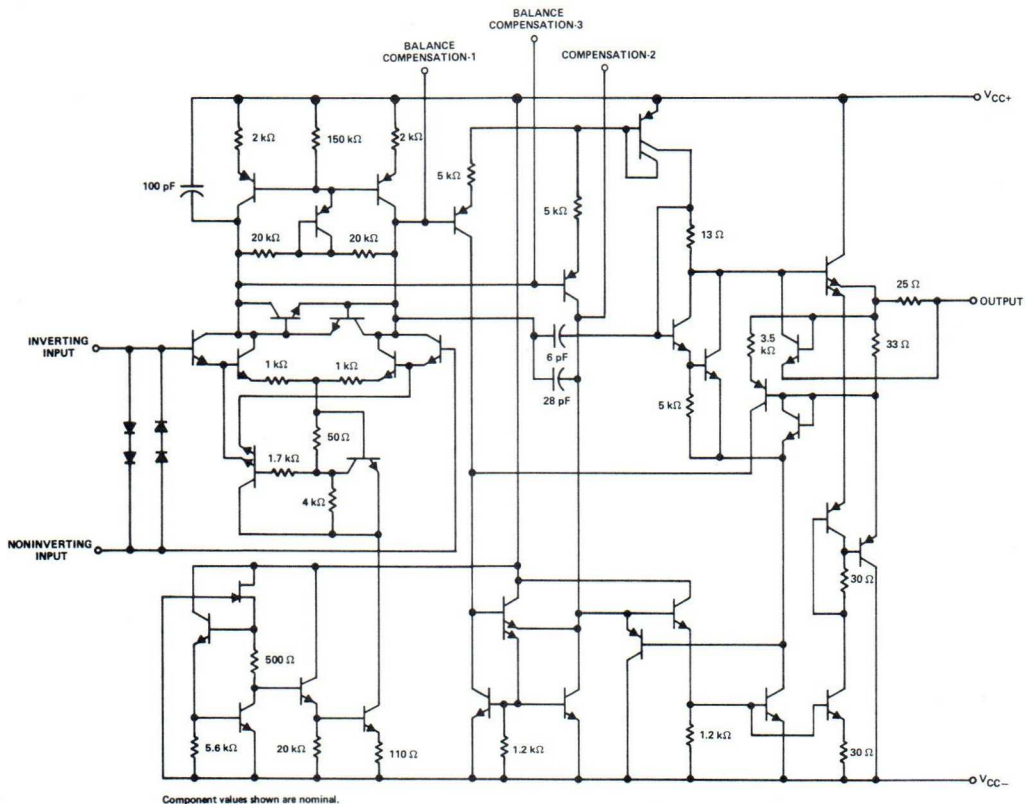 BALANCE
COMPENSATION-3
BALANCE
COMPENSATION-1
COMPENSATION-2
VCC+
2 kΩ
150 kΩ
2 kΩ
5 kΩ
100 pF
5 kΩ
13 Ω
20 kΩ
20 kΩ
25 Ω
OUTPUT
INVERTING
INPUT
6 pF
3.5
kΩ
33 Ω
1 kΩ
1 kΩ
28 pF
5 kΩ
50 Ω
1.7 kΩ
4 kΩ
NONINVERTING
INPUT
30 Ω
500 Ω
5.6 kΩ
20 kΩ
110 Ω
1.2 kΩ
1.2 kΩ
30 Ω
VCC−
Component values shown are nominal.